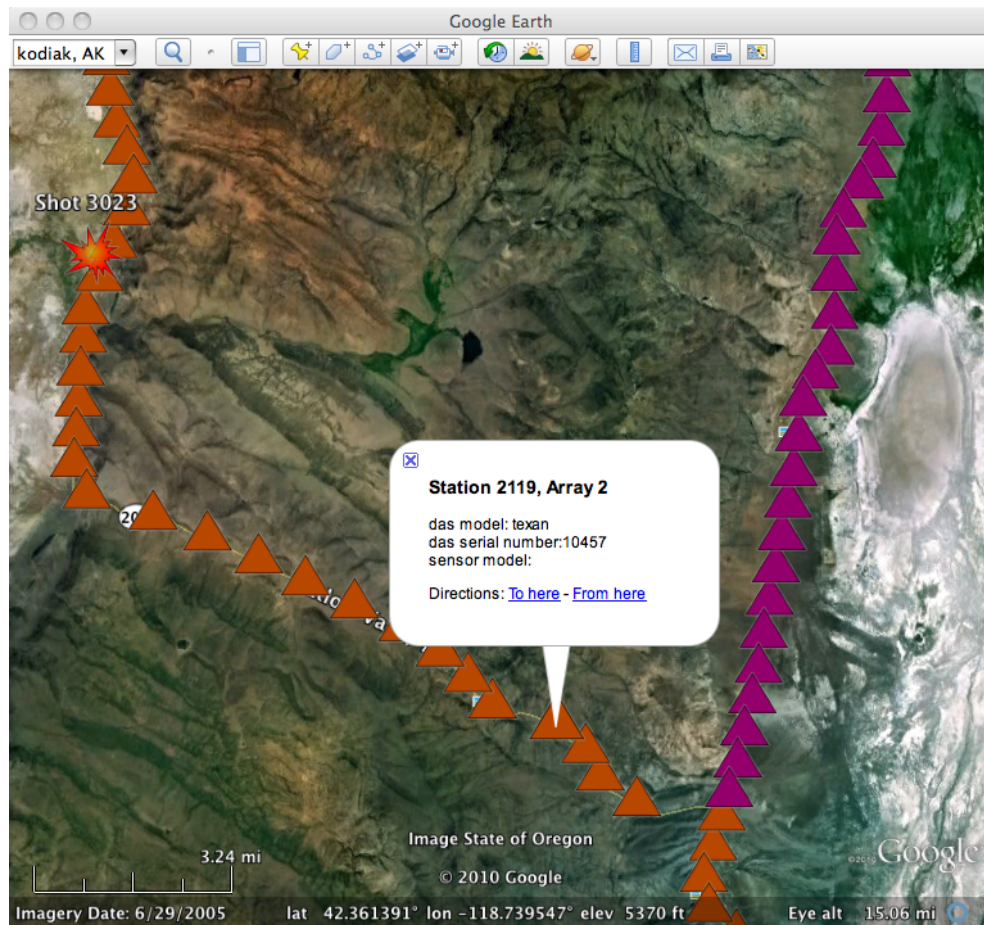 Google Earth
kodiak, AK
Shot 3023
Station 2119, Array 2
das model: texan
das serial number:10457
sensor model:
Directions: To here - From here
20
Image State of Oregon
3.24 mi
©2010 Google
© 2010 Google
Imagery Date: 6/29/2005 lat 42.361391° lon -118.739547° elev 5370 ft Eye alt 15.06 mi